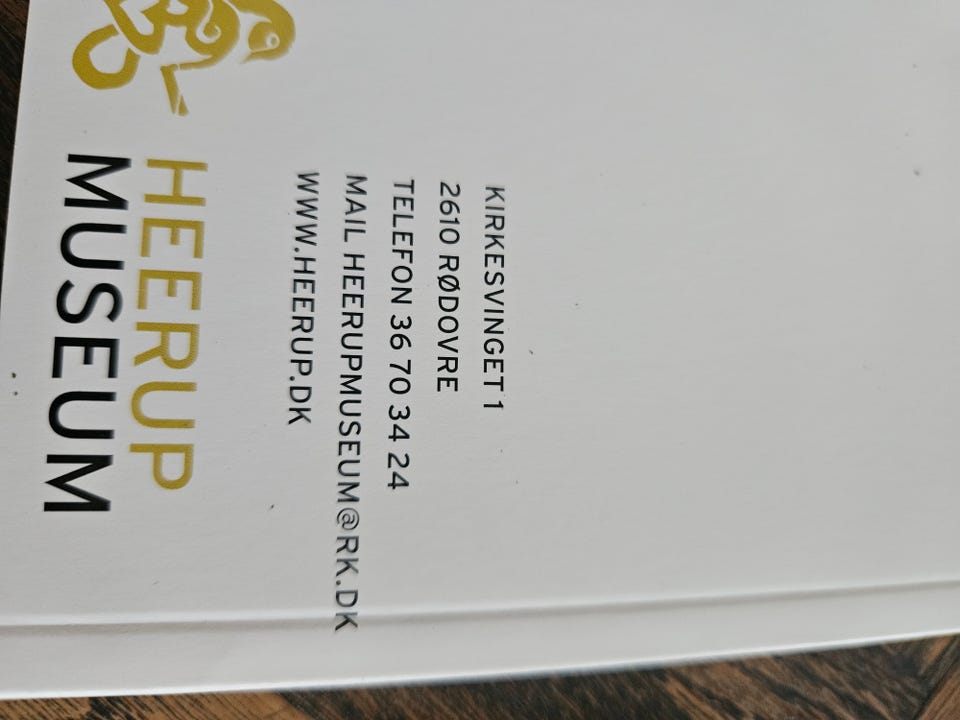 KIRKESVINGET 1
2610 RØDOVRE
TELEFON 36 70 34 24
MAIL HEERUPMUSEUM@RK.DK
WWW.HEERUP.DK
HEERUP
MUSEUM